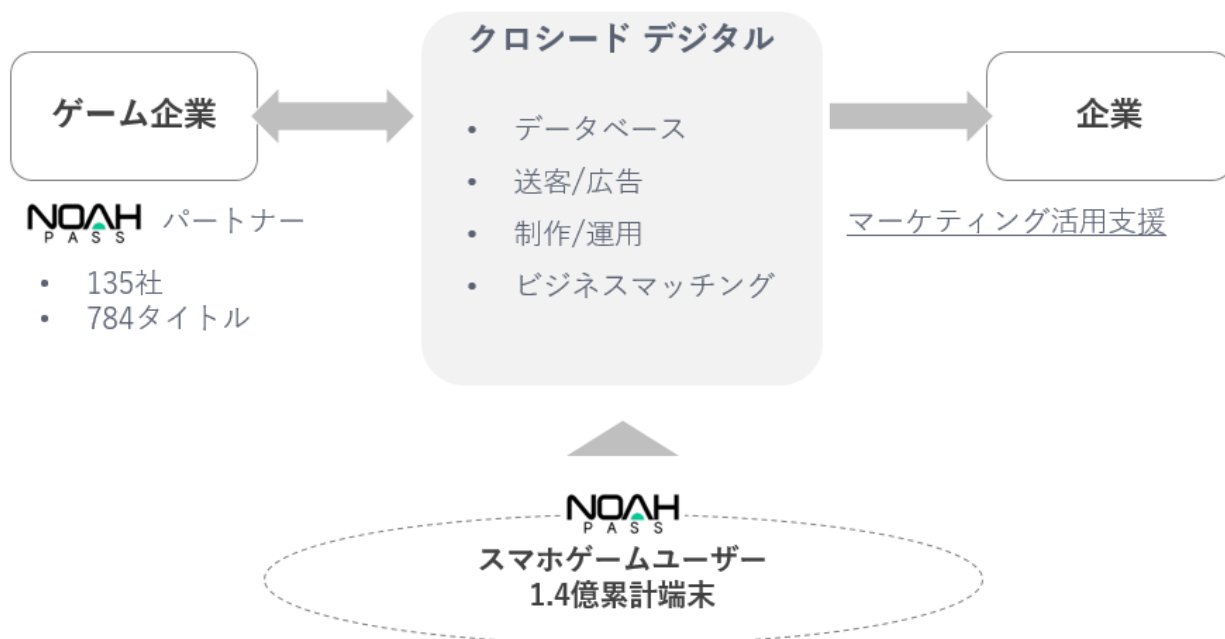 クロシード デジタル
ゲーム企業
企業
• データベース
• 送客/広告
• 制作/運用
• ビジネスマッチング
NOAH PASS パートナー
• 135社
• 784タイトル
マーケティング活用支援
NOAH
PASS
スマホゲームユーザー
1.4億累計端末